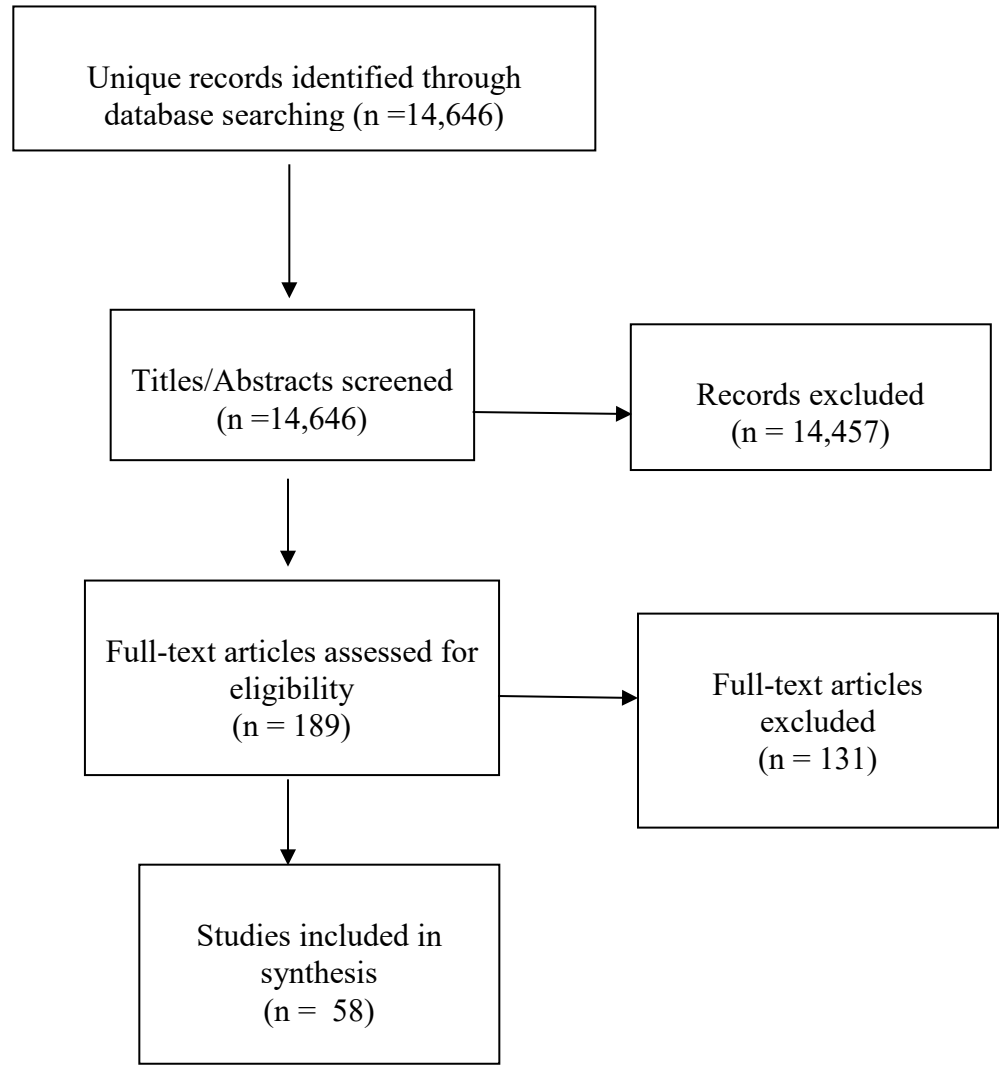 Unique records identified through
database searching (n =14,646)
Titles/Abstracts screened
(n =14,646)
Records excluded
(n = 14,457)
Full-text articles assessed for
eligibility
(n = 189)
Full-text articles
excluded
(n = 131)
Studies included in
synthesis
(n =  58)